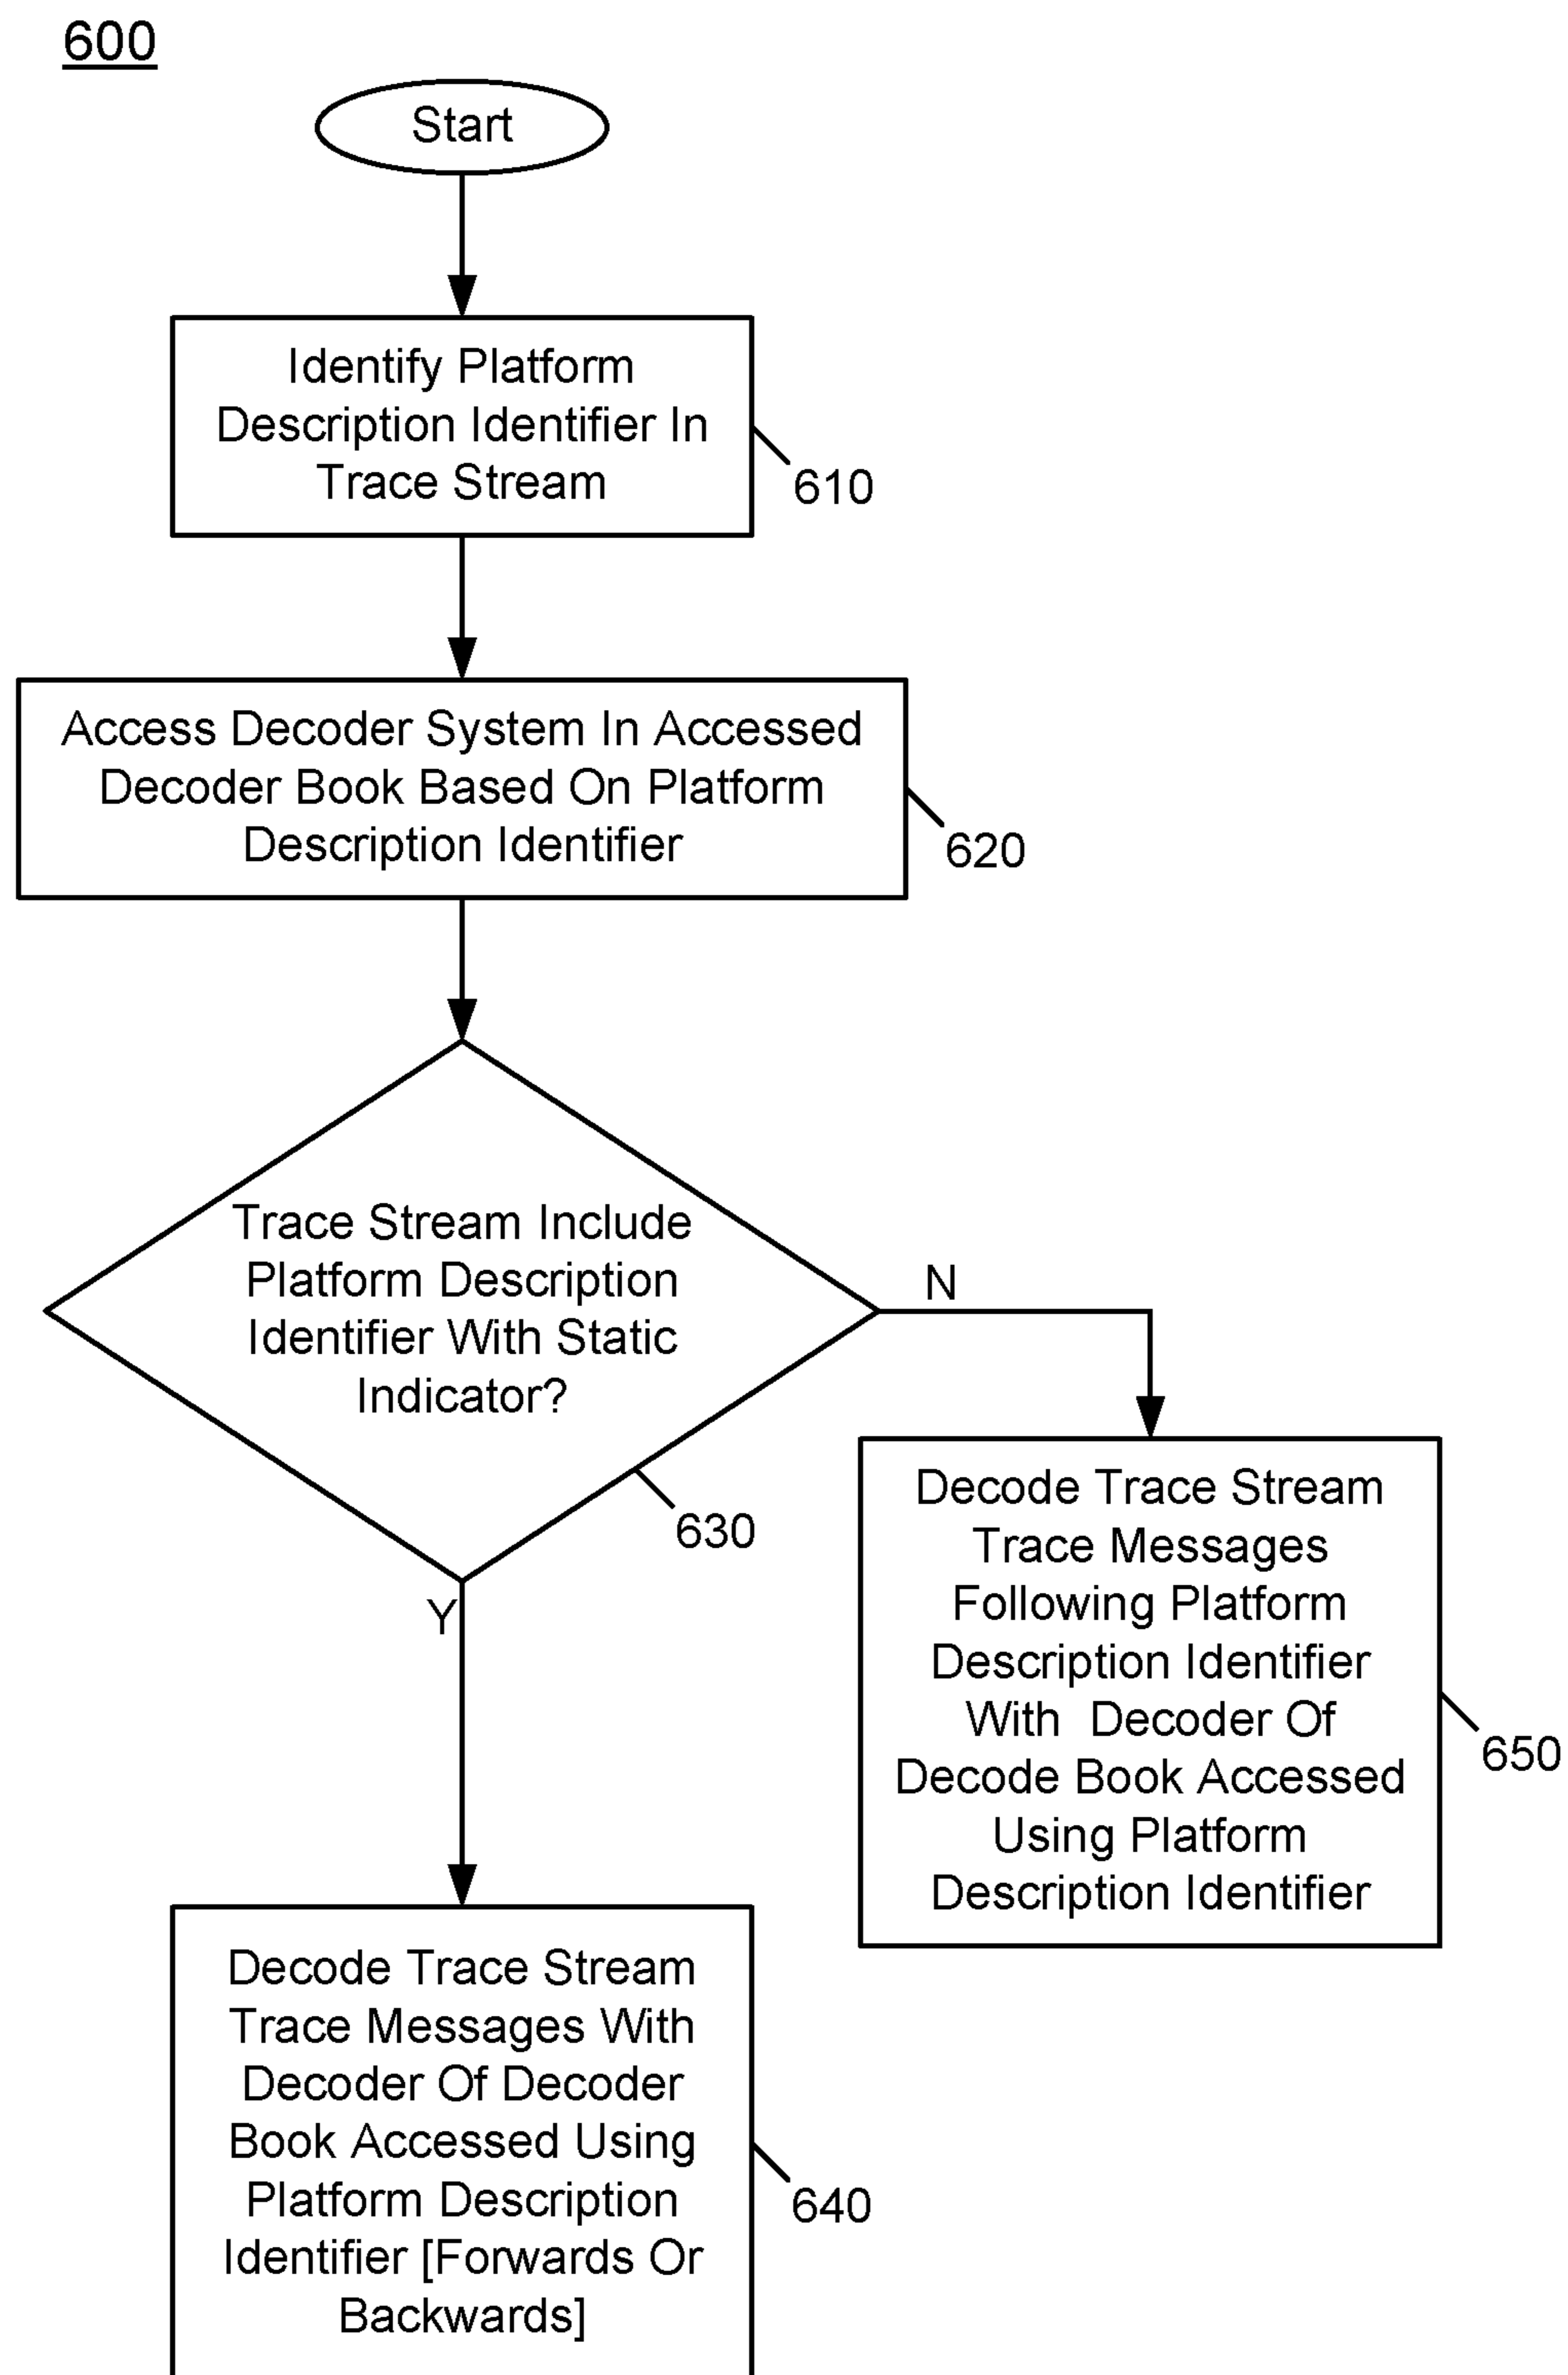 600
Start
Identify Platform
Description Identifier In
Trace Stream
610
Access Decoder System In Accessed
Decoder Book Based On Platform
Description Identifier
620
Trace Stream Include
Platform Description
Identifier With Static
Indicator?
630
N
Y
Decode Trace Stream
Trace Messages
Following Platform
Description Identifier
With  Decoder Of
Decode Book Accessed
Using Platform
Description Identifier
650
Decode Trace Stream
Trace Messages With
Decoder Of Decoder
Book Accessed Using
Platform Description
Identifier [Forwards Or
Backwards]
640